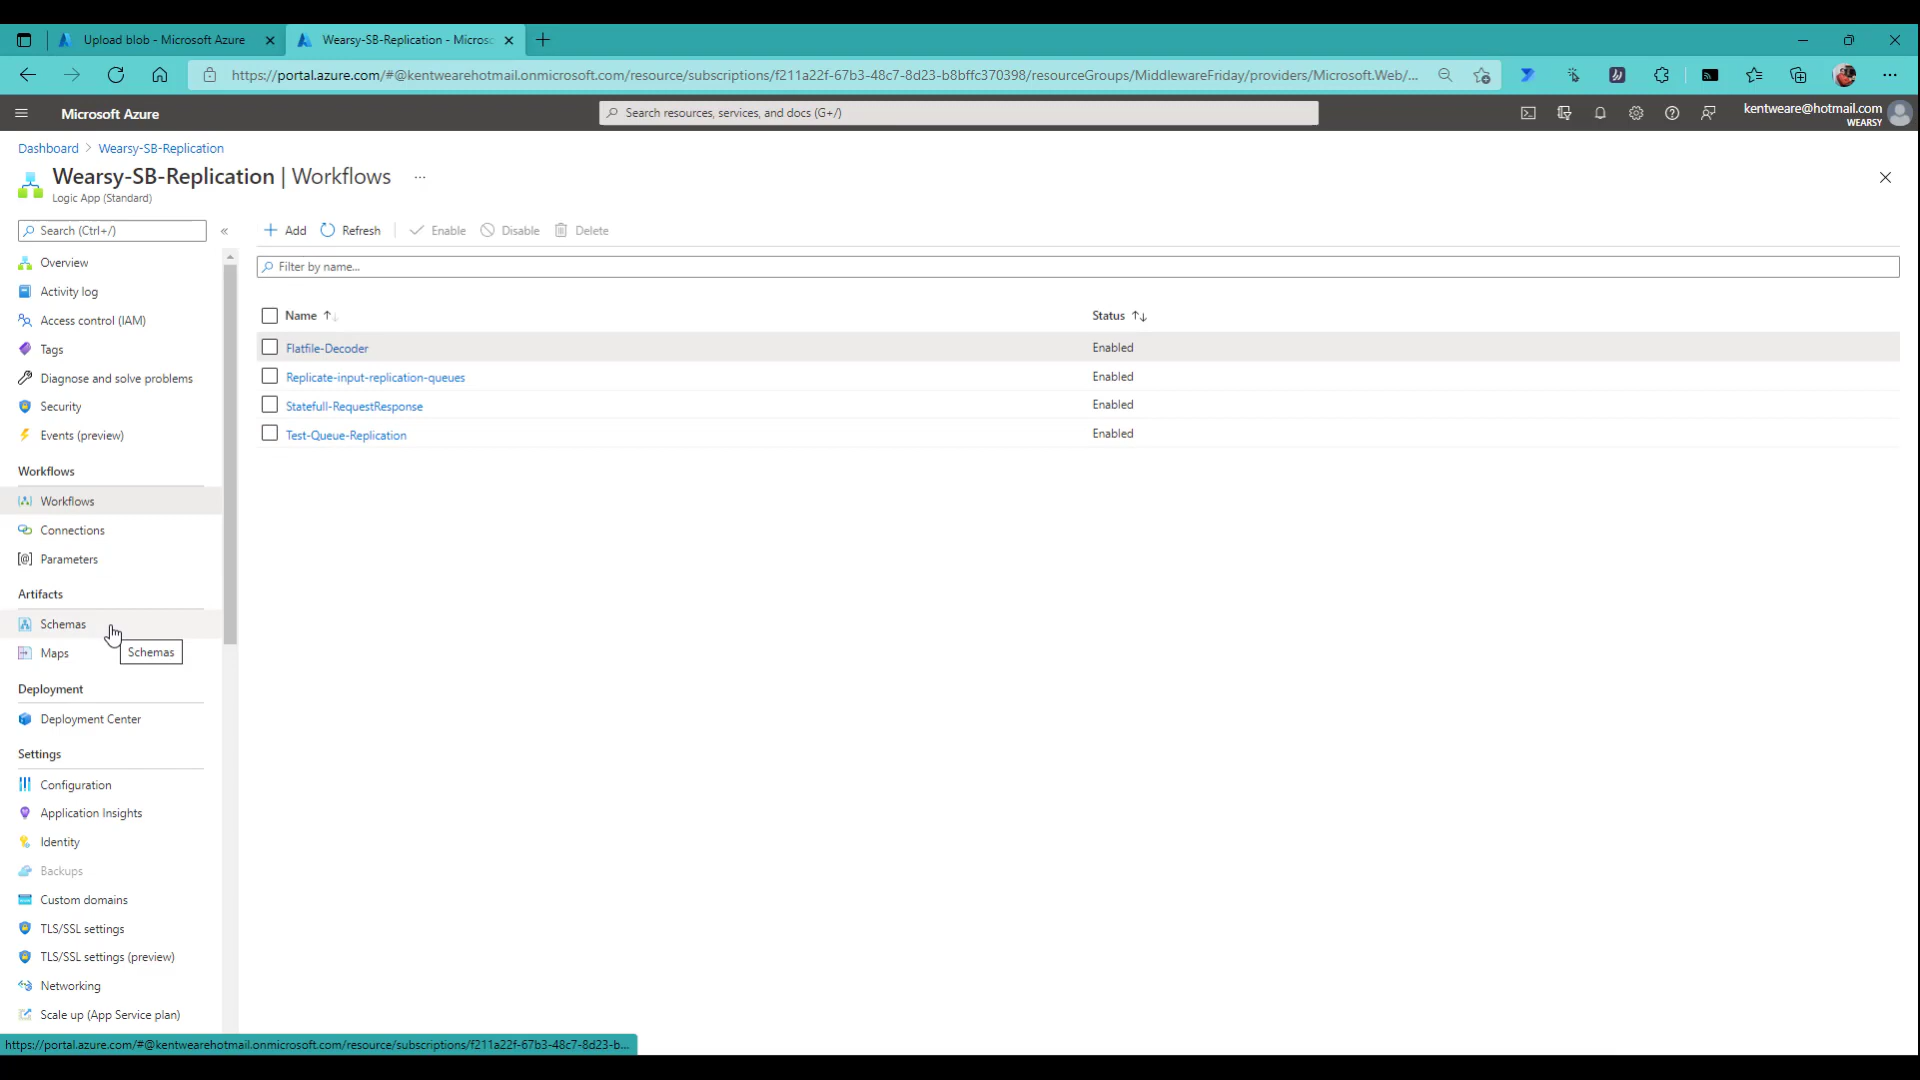 Upload blob - Microsoft Azure
Wearsy-SB-Replication - Micros
https://portal.azure.com/#@kentwearehotmail.onmicrosoft.com/resource/subscriptions/f211a22f-67b3-48c7-8d23-b8bffc370398/resourceGroups/MiddlewareFriday/providers/Microsoft.Web/...
Microsoft Azure
Search resources, services, and docs (G+/)
kentweare@hotmail.com
WEARSY
Dashboard > Wearsy-SB-Replication
Wearsy-SB-Replication | Workflows ...
Logic App (Standard)
Search (Ctrl+/)
«
Add
Refresh
Enable
Disable
Delete
Filter by name...
Name
Status
Flatfile-Decoder
Enabled
Replicate-input-replication-queues
Enabled
Statefull-RequestResponse
Enabled
Test-Queue-Replication
Enabled
Overview
Activity log
Access control (IAM)
Tags
Diagnose and solve problems
Security
Events (preview)
Workflows
Workflows
Connections
Parameters
Artifacts
Schemas
Maps
Schemas
Deployment
Deployment Center
Settings
Configuration
Application Insights
Identity
Backups
Custom domains
TLS/SSL settings
TLS/SSL settings (preview)
Networking
Scale up (App Service plan)
https://portal.azure.com/#@kentwearehotmail.onmicrosoft.com/resource/subscriptions/f211a22f-67b3-48c7-8d23-b...